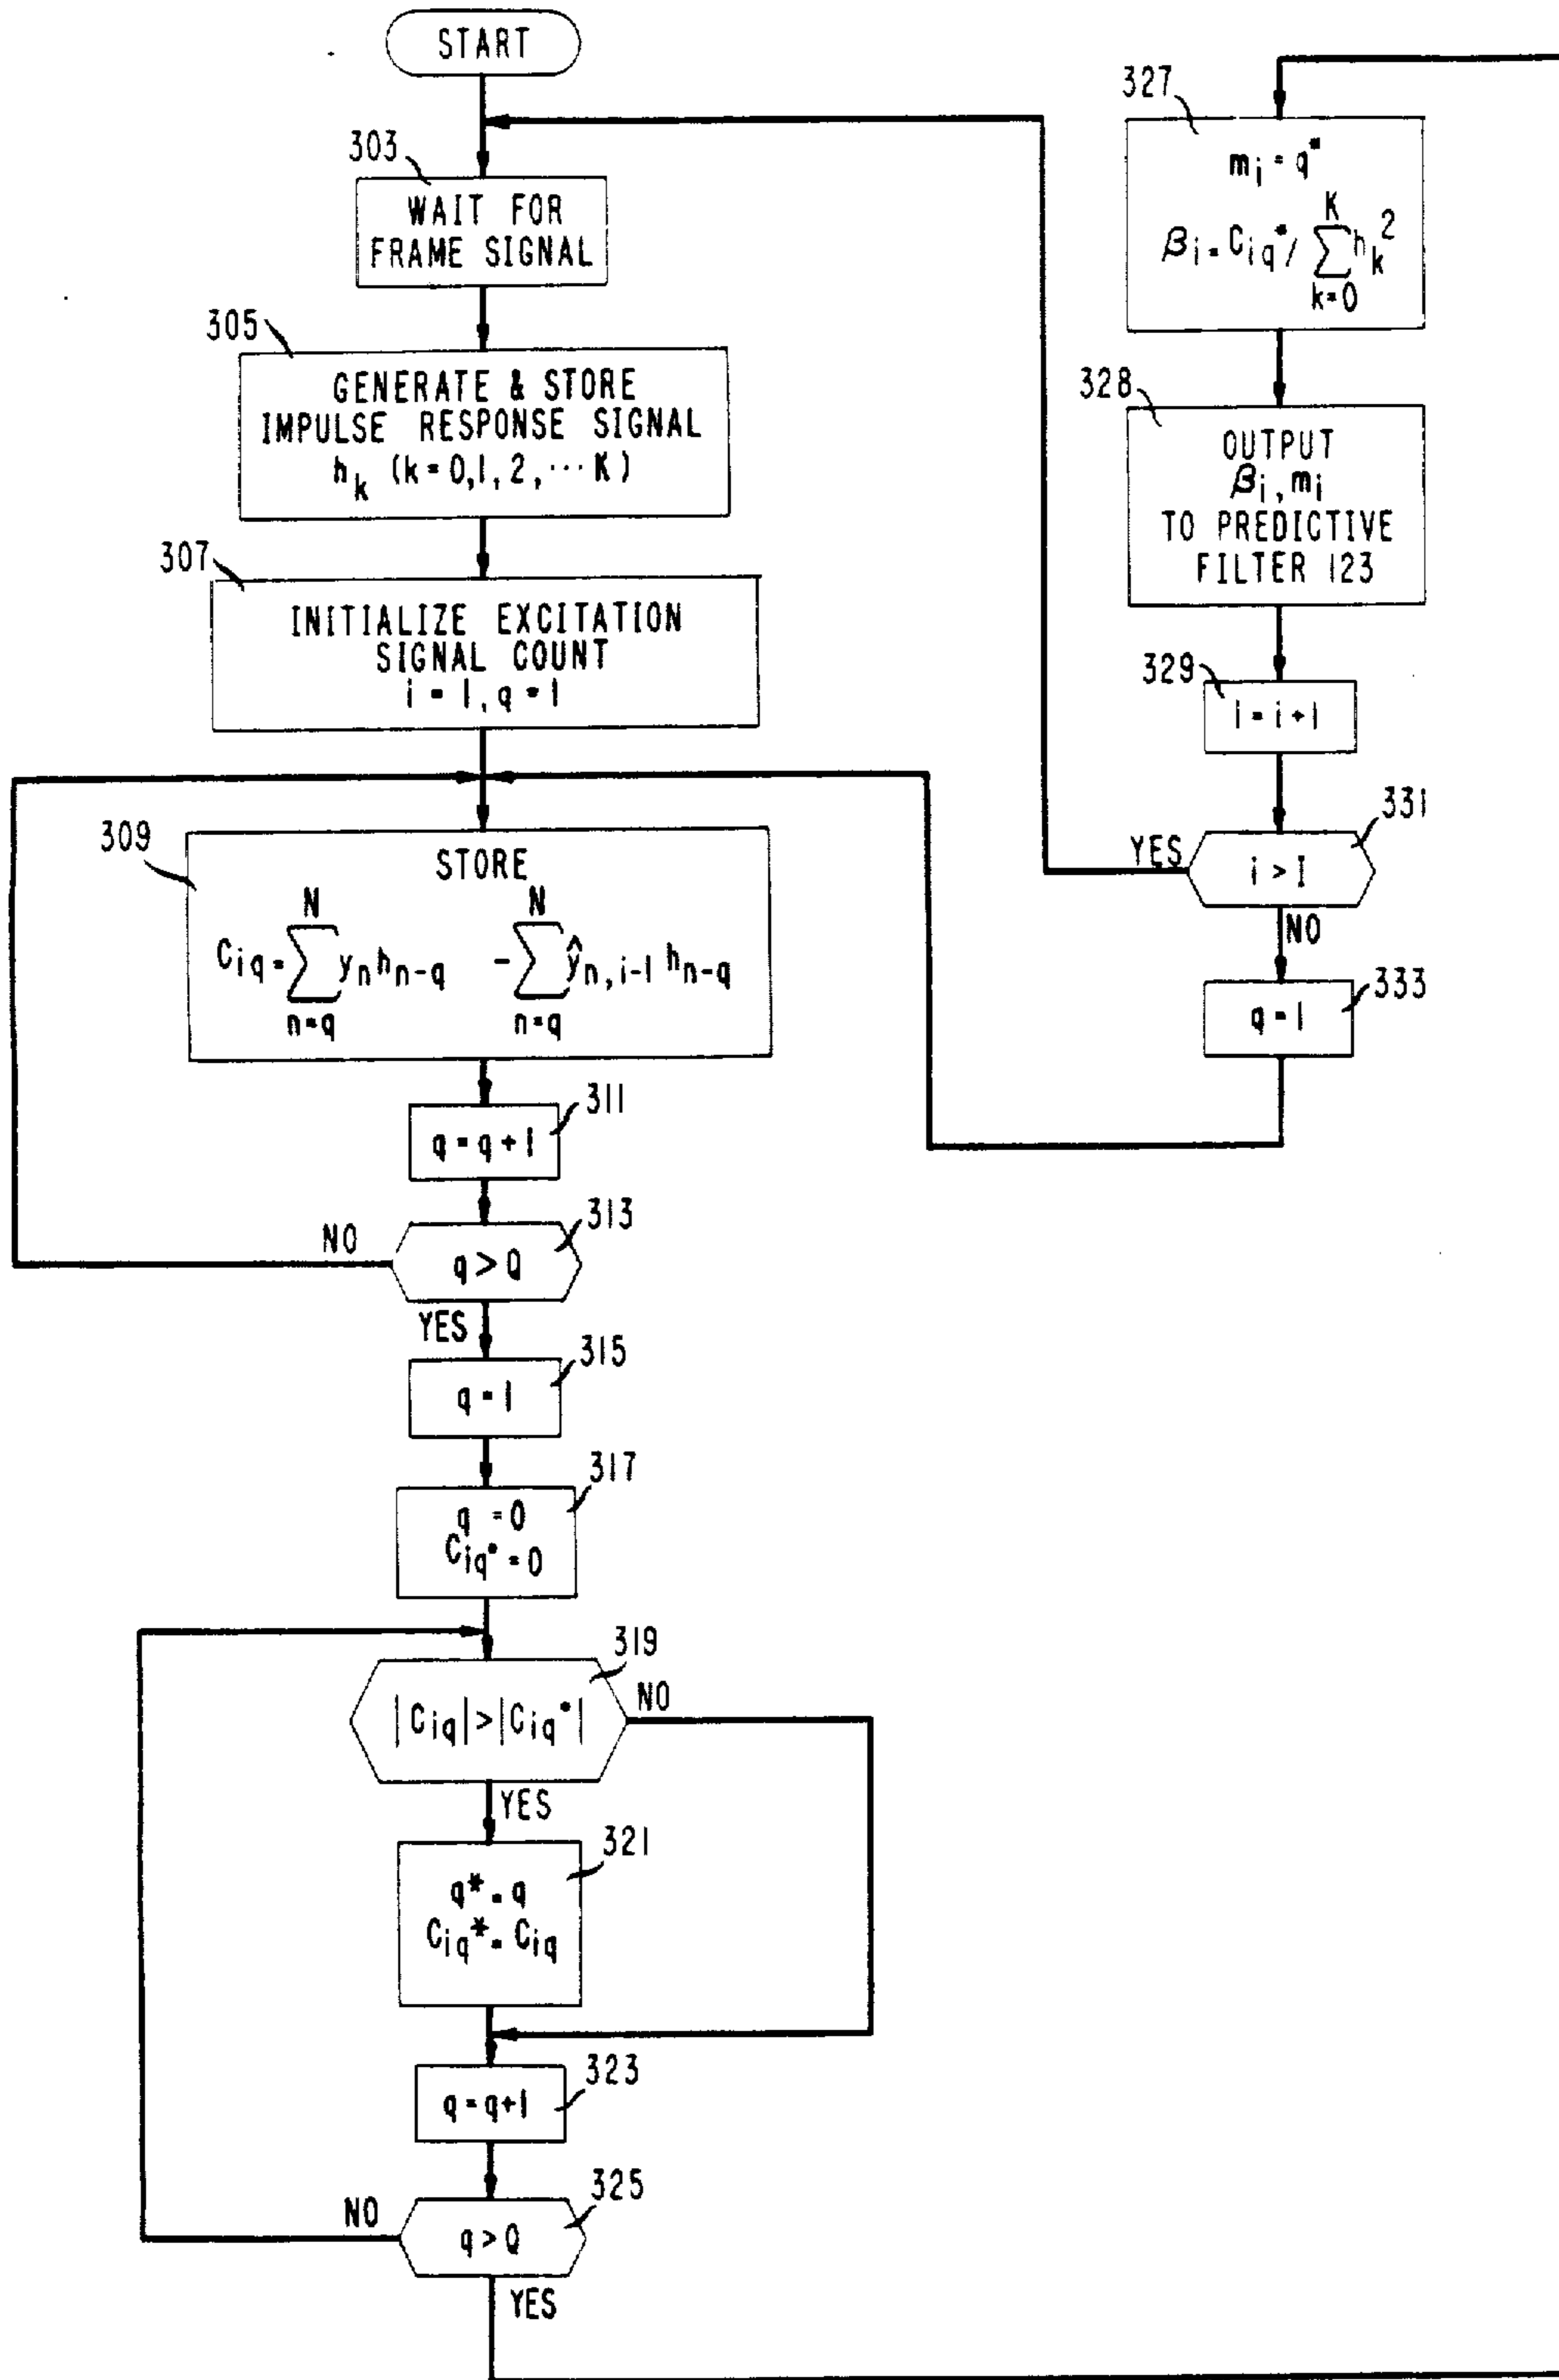 START
303
WAIT FOR
FRAME SIGNAL
305
GENERATE & STORE
IMPULSE RESPONSE SIGNAL
h_k (k=0,1,2,⋯K)
307
INITIALIZE EXCITATION
SIGNAL COUNT
i = 1, q = 1
309
STORE
C_iq = ∑_{n=q}^{N} y_n h_{n-q} - ∑_{n=q}^{N} ŷ_{n,i-1} h_{n-q}
311
q = q + 1
313
q > Q
NO
YES
315
q = 1
317
q = 0
C_iq* = 0
319
|C_iq| > |C_iq*|
NO
YES
321
q* = q
C_iq* = C_iq
323
q = q+1
325
q > Q
NO
YES
327
m_i = q*
β_i = C_iq* / ∑_{k=0}^{K} h_k^2
328
OUTPUT
β_i, m_i
TO PREDICTIVE
FILTER 123
329
i = i + 1
331
i > I
YES
NO
333
q = 1